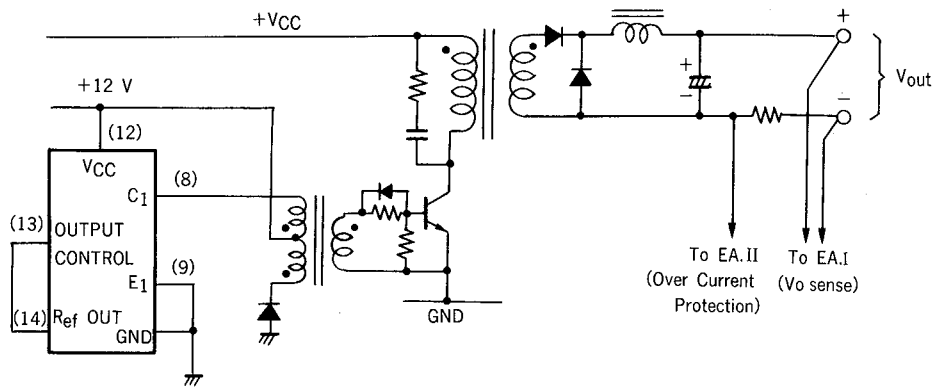 +VCC
+
+12 V
+
−
Vout
−
(12)
VCC
C1
(8)
(13)
OUTPUT
CONTROL
(9)
E1
(14)
Ref OUT
GND
GND
To EA.II
(Over Current
Protection)
To EA.I
(Vo sense)